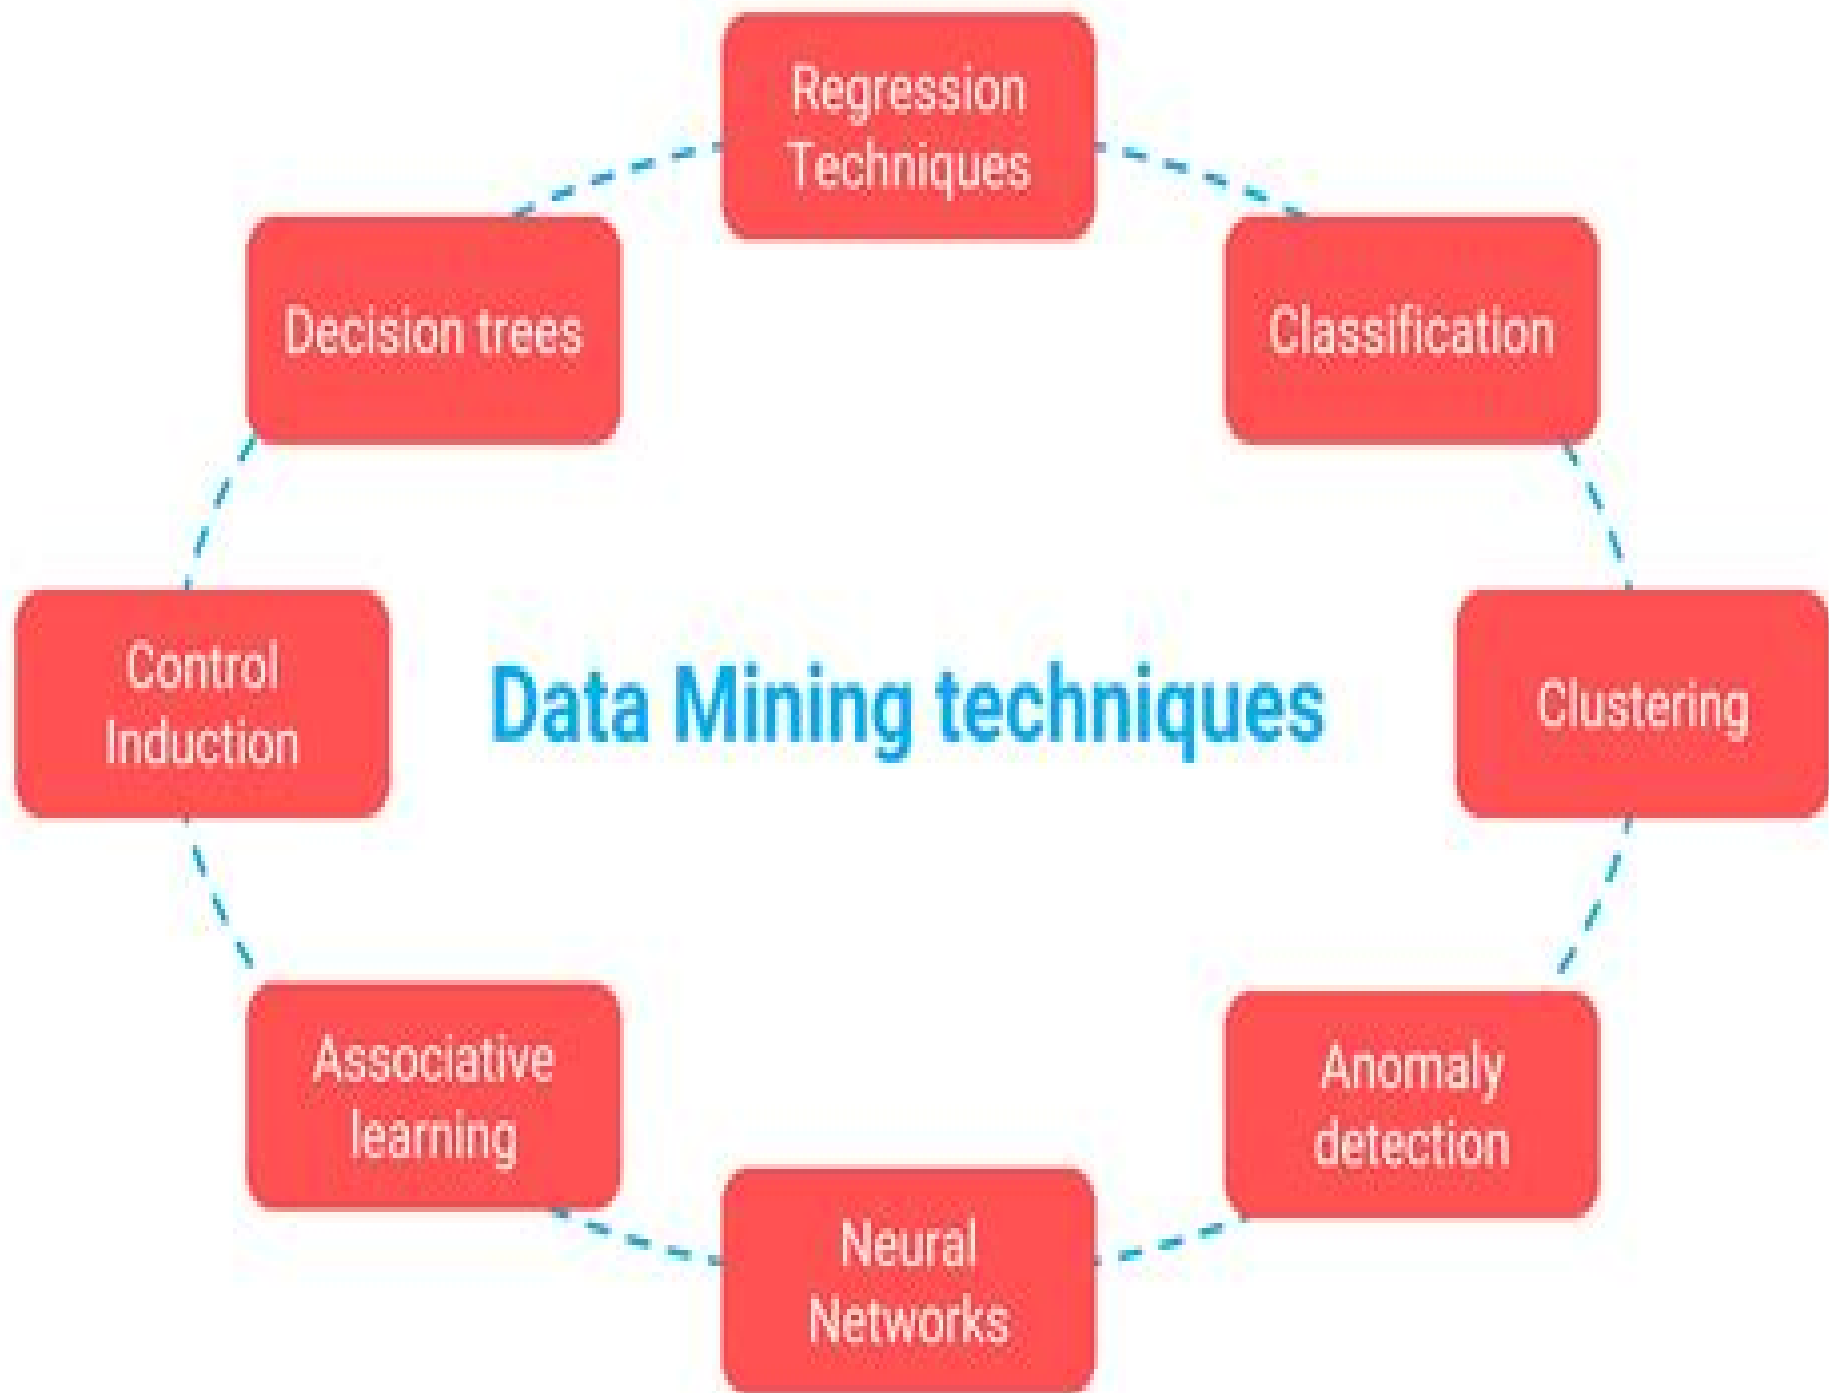 Regression
Techniques
Decision trees
Classification
Control
Induction
Data Mining techniques
Clustering
Associative
learning
Anomaly
detection
Neural
Networks